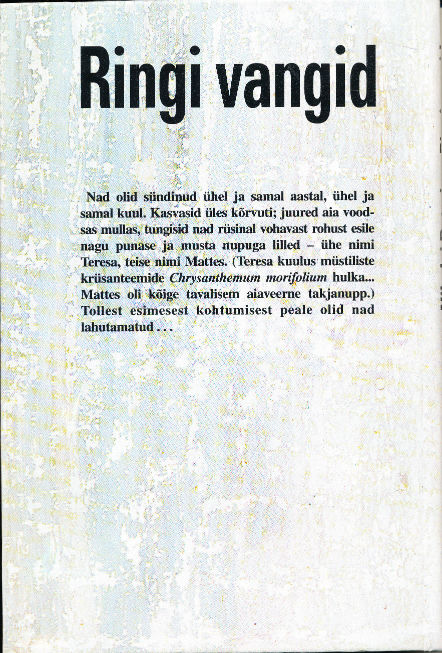 Ringi vangid
Nad olid sündinud ühel ja samal aastal, ühel ja
samal kuul. Kasvasid üles kõrvuti; juured aia vood-
sas mullas, tungisid nad rüsinal vohavast rohust esile
nagu punase ja musta nupuga lilled – ühe nimi
Teresa, teise nimi Mattes. (Teresa kuulus müstiliste
krüsanteemide Chrysanthemum morifolium hulka...
Mattes oli kõige tavalisem aiaveerne takjanupp.)
Tollest esimesest kohtumisest peale olid nad
lahutamatud . . .